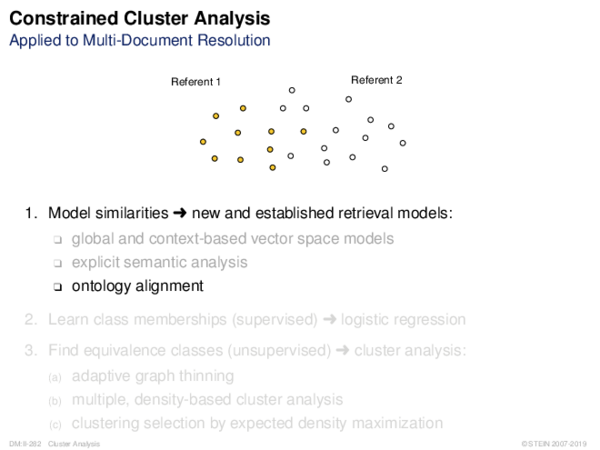 Constrained Cluster Analysis
Applied to Multi-Document Resolution
Referent 1 Referent 2
1. Model similarities ➜ new and established retrieval models:
❑ global and context-based vector space models
❑ explicit semantic analysis
❑ ontology alignment
2. Learn class memberships (supervised) ➜ logistic regression
3. Find equivalence classes (unsupervised) ➜ cluster analysis:
(a) adaptive graph thinning
(b) multiple, density-based cluster analysis
(c) clustering selection by expected density maximization
DM:II-282 Cluster Analysis © STEIN 2007-2019